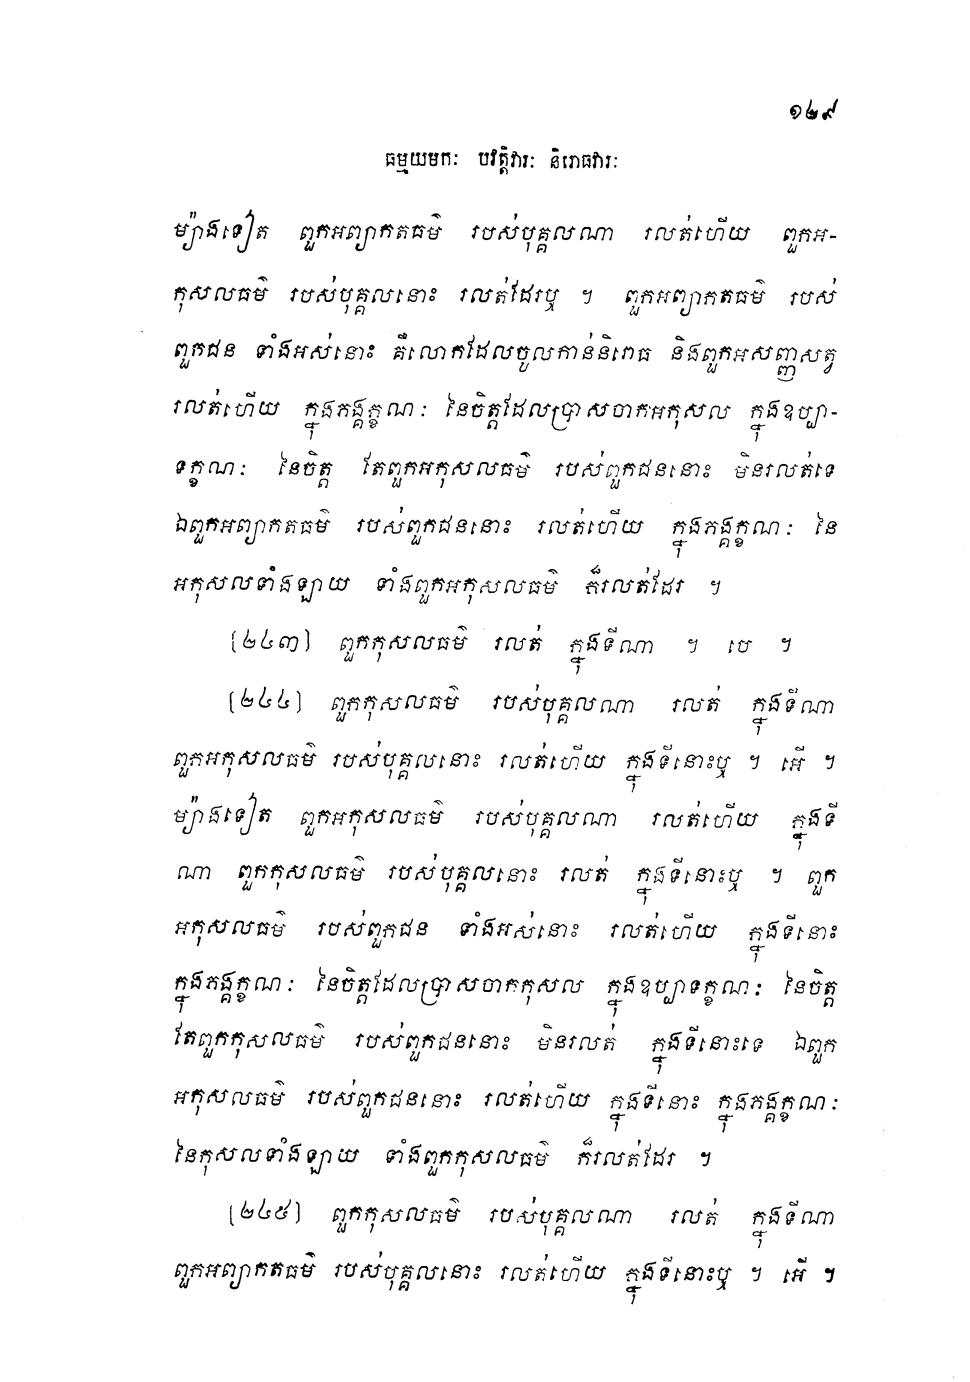 ១២៩
ធម្មយមកៈ បវត្តិវារៈ និរោធវារៈ
ម្យ៉ាងទៀត ពួកអព្យាកតធម៌ របស់បុគ្គលណា រលត់ហើយ ពួកអ-
កុសលធម៌ របស់បុគ្គលនោះ រលត់ដែរឬ ។ ពួកអព្យាកតធម៌ របស់
ពួកជន ទាំងអស់នោះ គឺលោកដែលចូលកាន់និរោធ និងពួកអសញ្ញសត្វ
រលត់ហើយ ក្នុងភង្គក្ខណៈ នៃចិត្តដែលប្រាសចាកអកុសល ក្នុងឧប្បា-
ទក្ខណៈ នៃចិត្ត តែពួកអកុសលធម៌ របស់ពួកជននោះ មិនរលត់ទេ
ឯពួកអព្យាកតធម៌ របស់ពួកជននោះ រលត់ហើយ ក្នុងភង្គក្ខណៈ នៃ
អកុសលទាំងឡាយ ទាំងពួកអកុសលធម៌ ក៏រលត់ដែរ ។
[២៤៣] ពួកកុសលធម៌ រលត់ ក្នុងទីណា ។ បេ ។
[២៤៤] ពួកកុសលធម៌ របស់បុគ្គលណា រលត់ ក្នុងទីណា
ពួកអកុសលធម៌ របស់បុគ្គលនោះ រលត់ហើយ ក្នុងទីនោះឬ ។ អើ ។
ម្យ៉ាងទៀត ពួកអកុសលធម៌ របស់បុគ្គលណា រលត់ហើយ ក្នុងទី
ណា ពួកកុសលធម៌ របស់បុគ្គលនោះ រលត់ ក្នុងទីនោះឬ ។ ពួក
អកុសលធម៌ របស់ពួកជន ទាំងអស់នោះ រលត់ហើយ ក្នុងទីនោះ
ក្នុងភង្គក្ខណៈ នៃចិត្តដែលប្រាសចាកកុសល ក្នុងឧប្បាទក្ខណៈ នៃចិត្ត
តែពួកកុសលធម៌ របស់ពួកជននោះ មិនរលត់ ក្នុងទីនោះទេ ឯពួក
អកុសលធម៌ របស់ពួកជននោះ រលត់ហើយ ក្នុងទីនោះ ក្នុងភង្គក្ខណៈ
នៃកុសលទាំងឡាយ ទាំងពួកកុសលធម៌ ក៏រលត់ដែរ ។
[២៤៥] ពួកកុសលធម៌ របស់បុគ្គលណា រលត់ ក្នុងទីណា
ពួកអព្យាកតធម៌ របស់បុគ្គលនោះ រលត់ហើយ ក្នុងទីនោះឬ ។ អើ ។